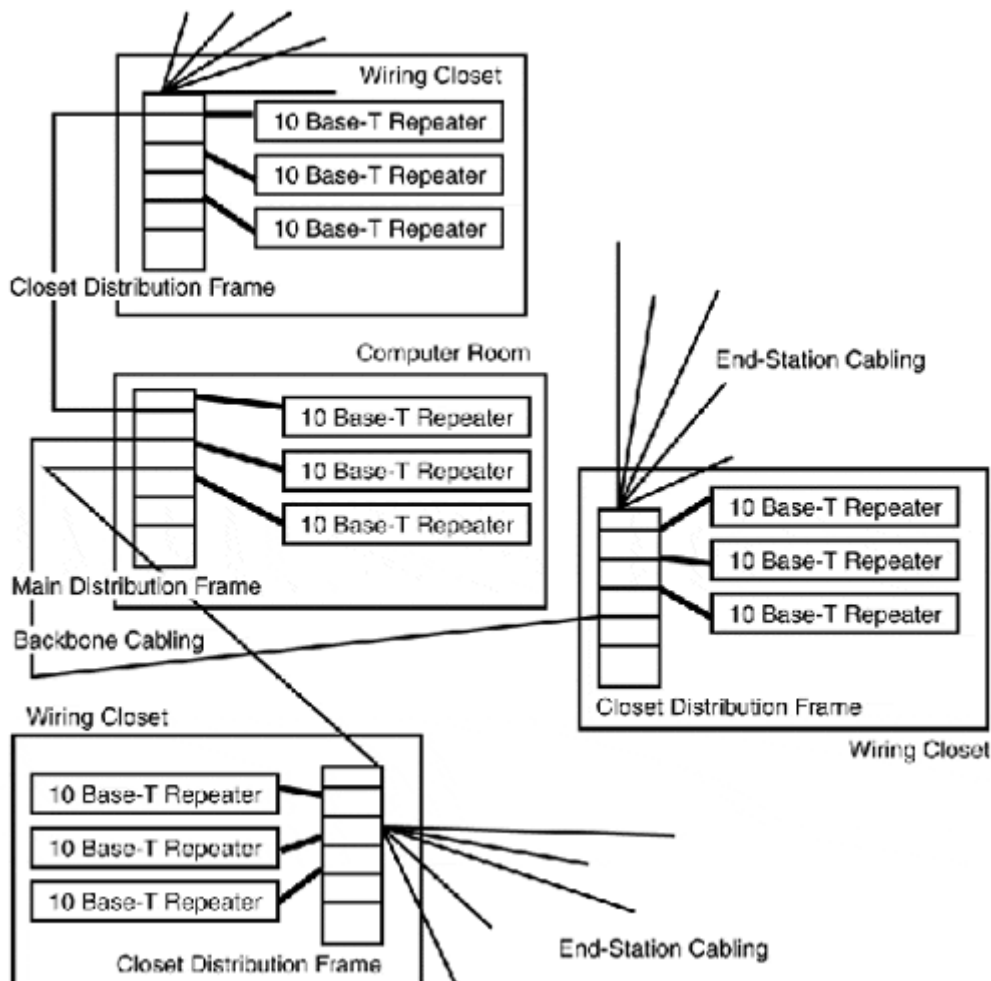 Wiring Closet
10 Base-T Repeater
10 Base-T Repeater
10 Base-T Repeater
Closet Distribution Frame
Computer Room
10 Base-T Repeater
10 Base-T Repeater
10 Base-T Repeater
Main Distribution Frame
Backbone Cabling
End-Station Cabling
10 Base-T Repeater
10 Base-T Repeater
10 Base-T Repeater
Closet Distribution Frame
Wiring Closet
Wiring Closet
10 Base-T Repeater
10 Base-T Repeater
10 Base-T Repeater
Closet Distribution Frame
End-Station Cabling